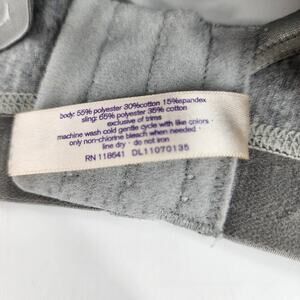 body: 55% polyester 30%cotton 15%spandex
sling: 65% polyester 35% cotton
exclusive of trims
machine wash cold gentle cycle with like colors ·
only non-chlorine bleach when needed ·
line dry · do not iron
RN 118641 DL11070135